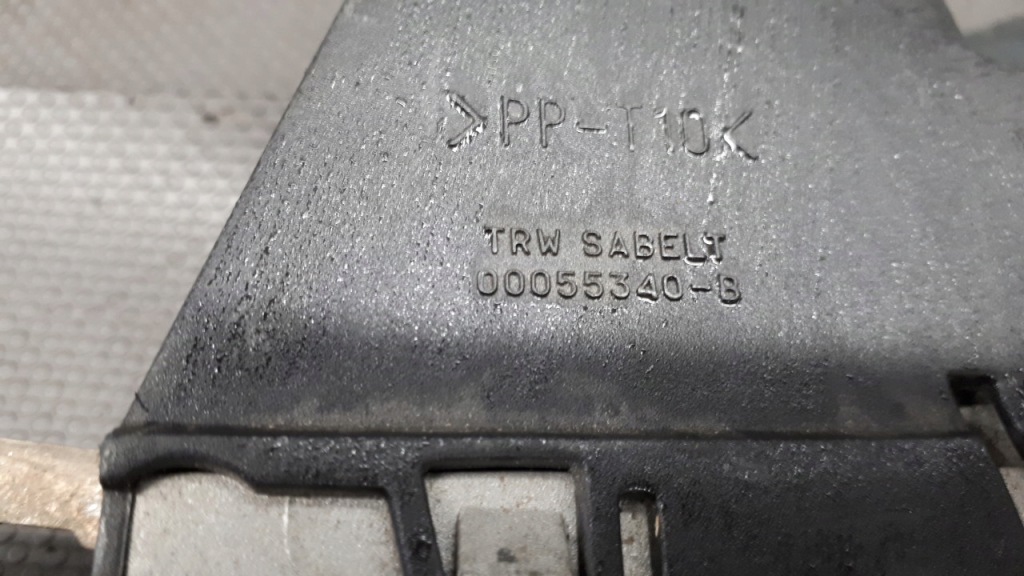 >PP-T10<
TRW SABELT
00055340-B